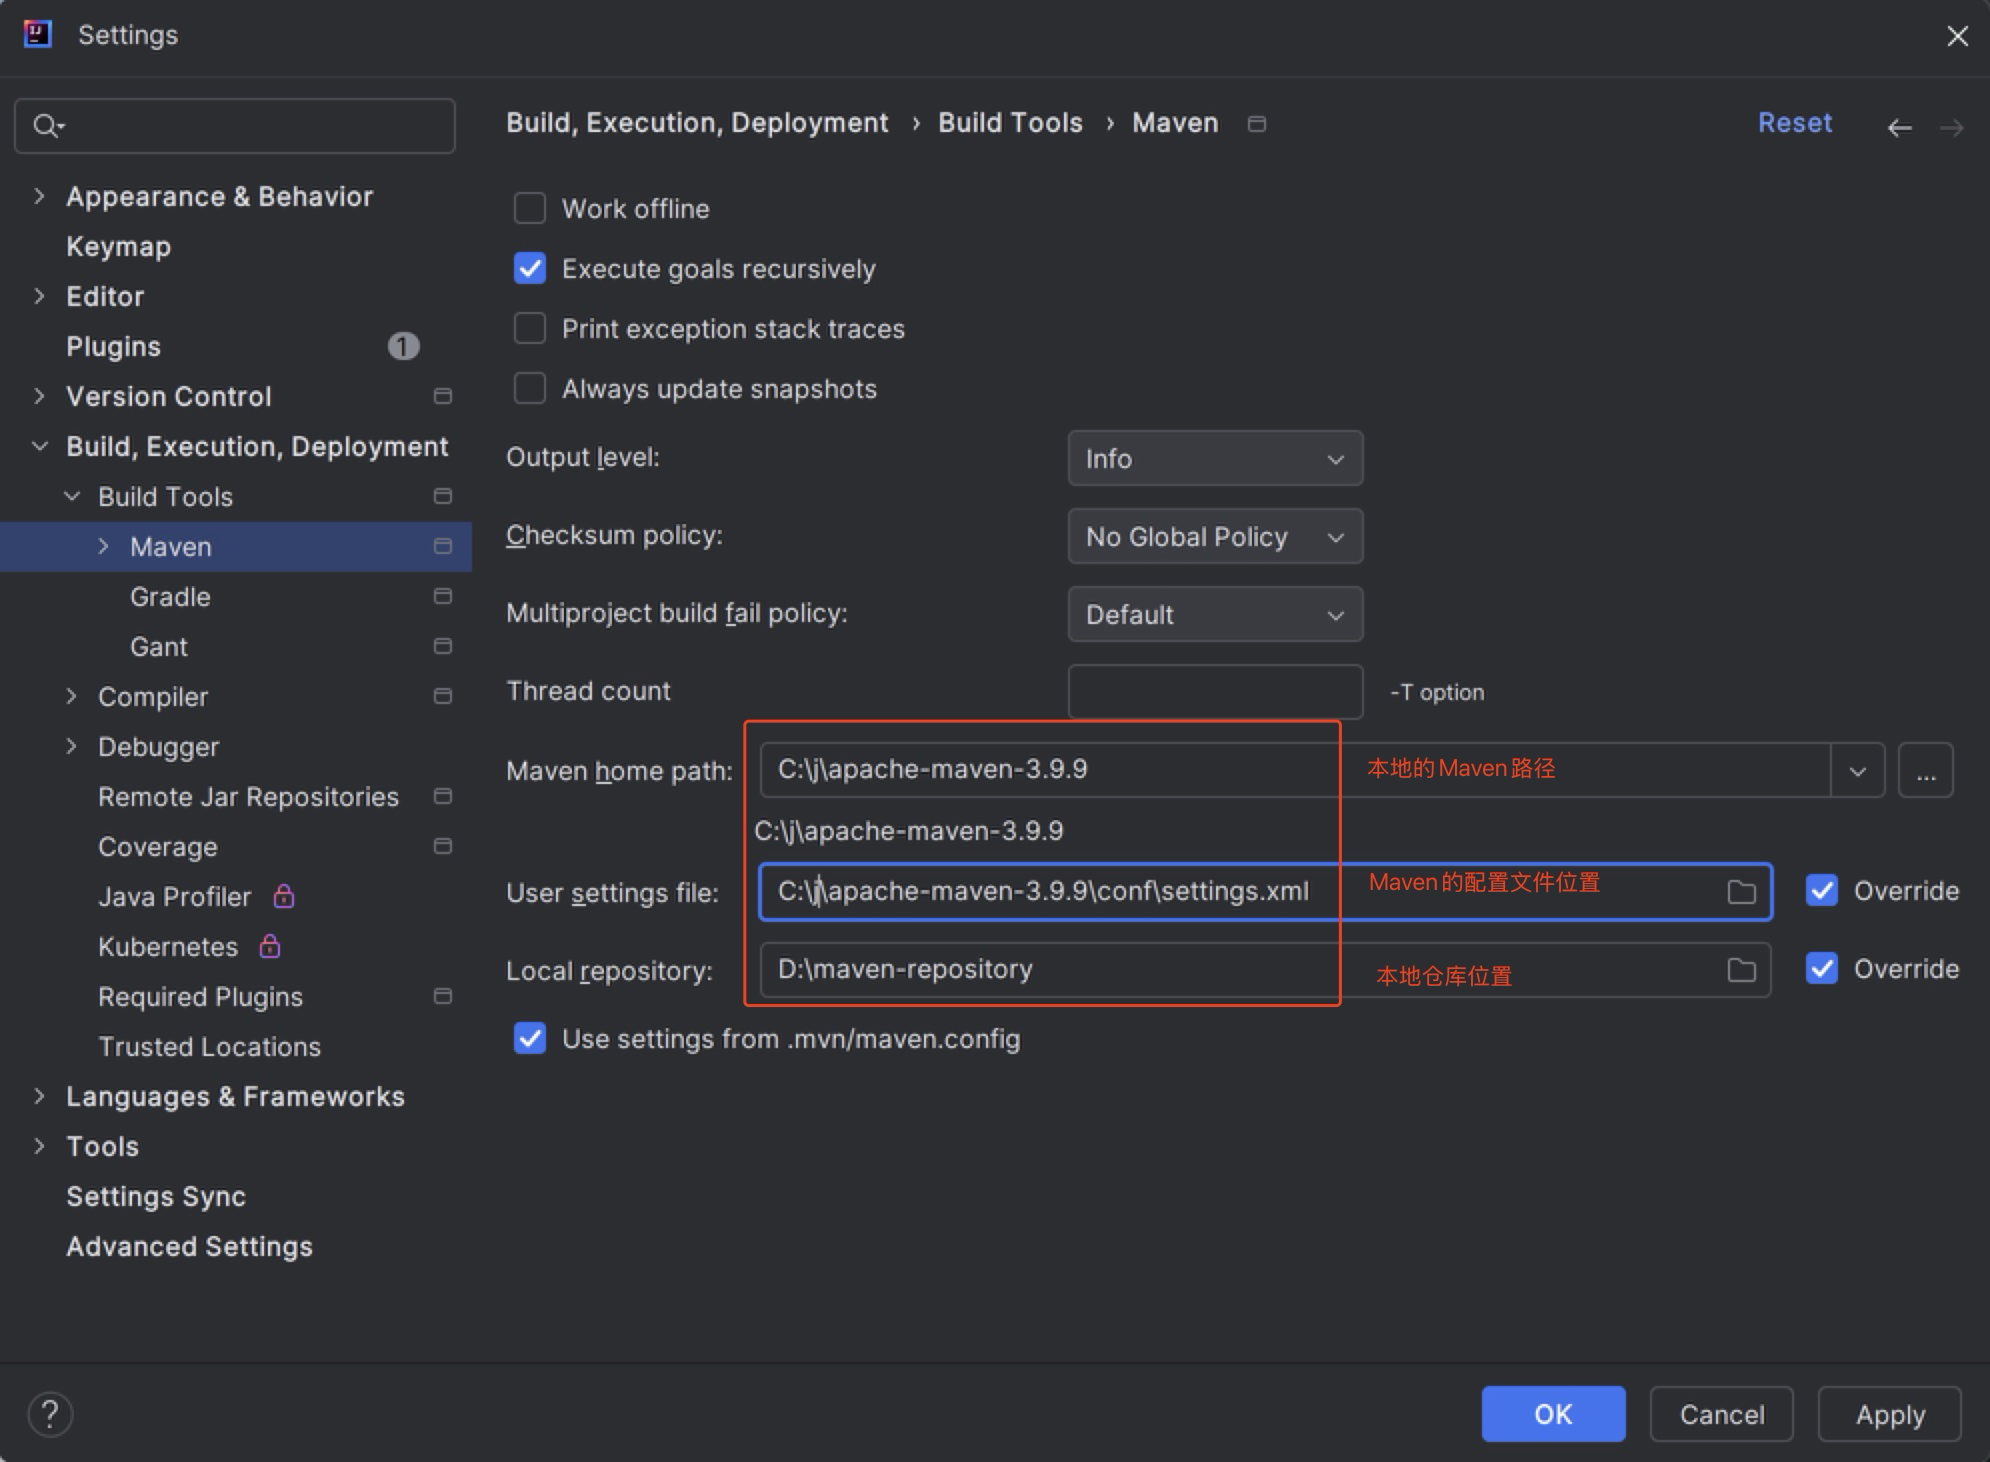 Settings
Build, Execution, Deployment › Build Tools › Maven
Reset
Appearance & Behavior
Keymap
Editor
Plugins 1
Version Control
Build, Execution, Deployment
Build Tools
Maven
Gradle
Gant
Compiler
Debugger
Remote Jar Repositories
Coverage
Java Profiler
Kubernetes
Required Plugins
Trusted Locations
Languages & Frameworks
Tools
Settings Sync
Advanced Settings
Work offline
Execute goals recursively
Print exception stack traces
Always update snapshots
Output level: Info
Checksum policy: No Global Policy
Multiproject build fail policy: Default
Thread count -T option
Maven home path: C:\j\apache-maven-3.9.9 本地的Maven路径 ...
C:\j\apache-maven-3.9.9
User settings file: C:\j\apache-maven-3.9.9\conf\settings.xml Maven的配置文件位置 Override
Local repository: D:\maven-repository 本地仓库位置 Override
Use settings from .mvn/maven.config
? OK Cancel Apply